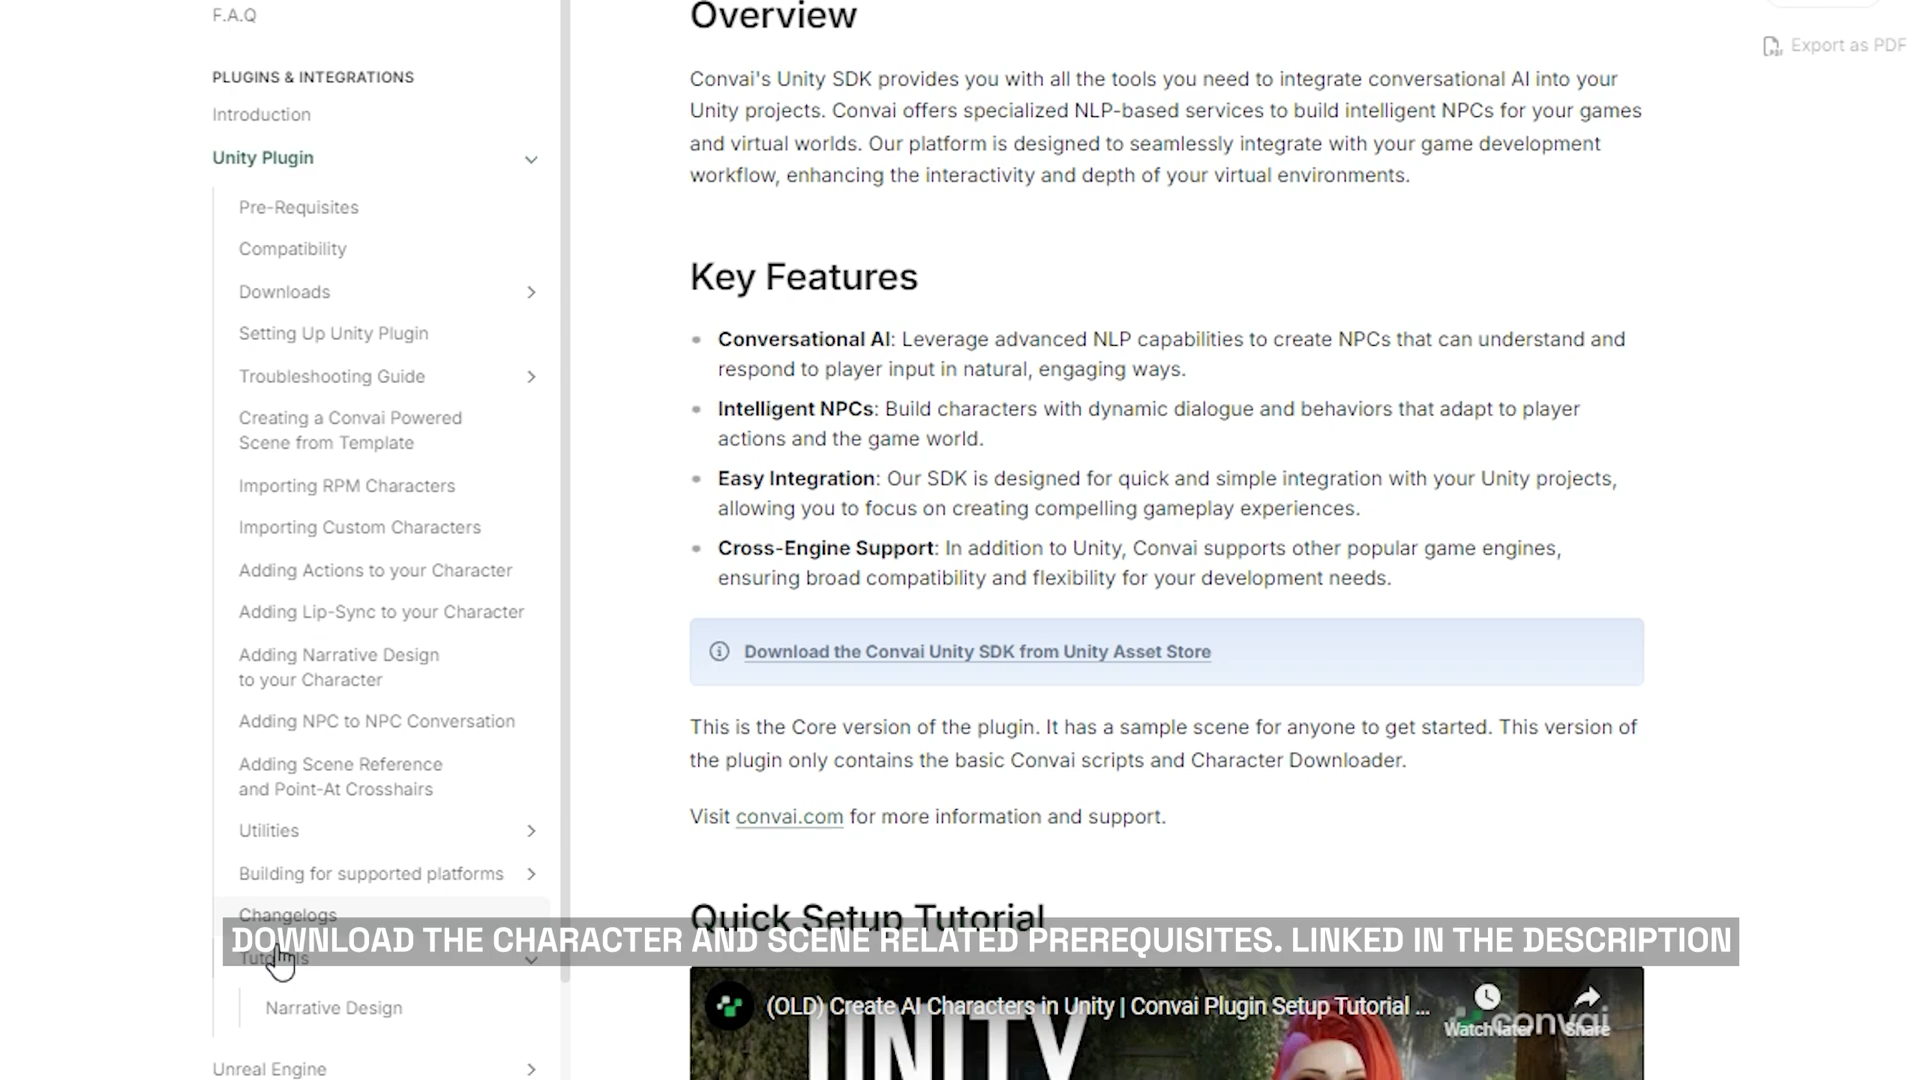 F.A.Q
PLUGINS & INTEGRATIONS
Introduction
Unity Plugin
Pre-Requisites
Compatibility
Downloads
Setting Up Unity Plugin
Troubleshooting Guide
Creating a Convai Powered
Scene from Template
Importing RPM Characters
Importing Custom Characters
Adding Actions to your Character
Adding Lip-Sync to your Character
Adding Narrative Design
to your Character
Adding NPC to NPC Conversation
Adding Scene Reference
and Point-At Crosshairs
Utilities
Building for supported platforms
Changelogs
Tutorials
Narrative Design
Unreal Engine
Overview
Export as PDF
Convai's Unity SDK provides you with all the tools you need to integrate conversational AI into your
Unity projects. Convai offers specialized NLP-based services to build intelligent NPCs for your games
and virtual worlds. Our platform is designed to seamlessly integrate with your game development
workflow, enhancing the interactivity and depth of your virtual environments.
Key Features
Conversational AI: Leverage advanced NLP capabilities to create NPCs that can understand and
respond to player input in natural, engaging ways.
Intelligent NPCs: Build characters with dynamic dialogue and behaviors that adapt to player
actions and the game world.
Easy Integration: Our SDK is designed for quick and simple integration with your Unity projects,
allowing you to focus on creating compelling gameplay experiences.
Cross-Engine Support: In addition to Unity, Convai supports other popular game engines,
ensuring broad compatibility and flexibility for your development needs.
Download the Convai Unity SDK from Unity Asset Store
This is the Core version of the plugin. It has a sample scene for anyone to get started. This version of
the plugin only contains the basic Convai scripts and Character Downloader.
Visit convai.com for more information and support.
Quick Setup Tutorial
DOWNLOAD THE CHARACTER AND SCENE RELATED PREREQUISITES. LINKED IN THE DESCRIPTION
(OLD) Create AI Characters in Unity | Convai Plugin Setup Tutorial ...
Watch later
Share
convai
UNITY